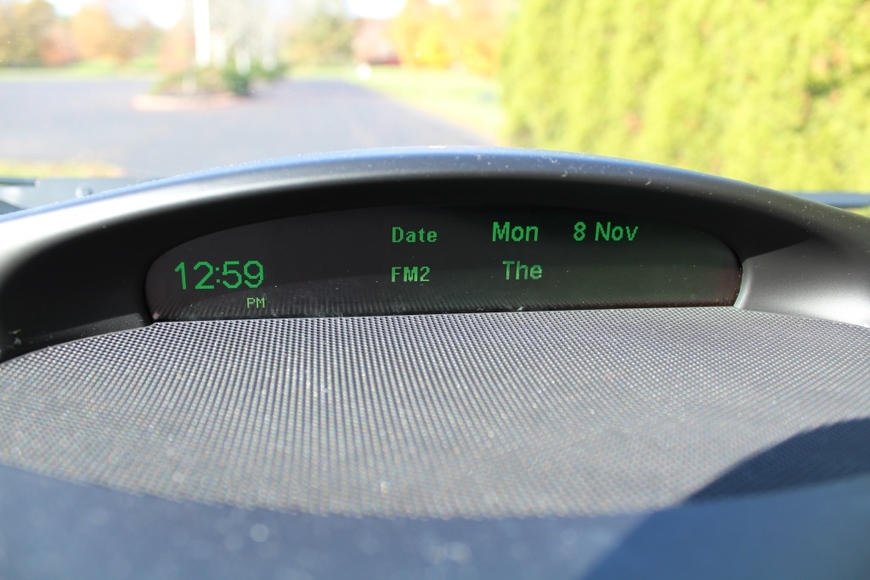 12:59 PM
Date Mon 8 Nov
FM2 The